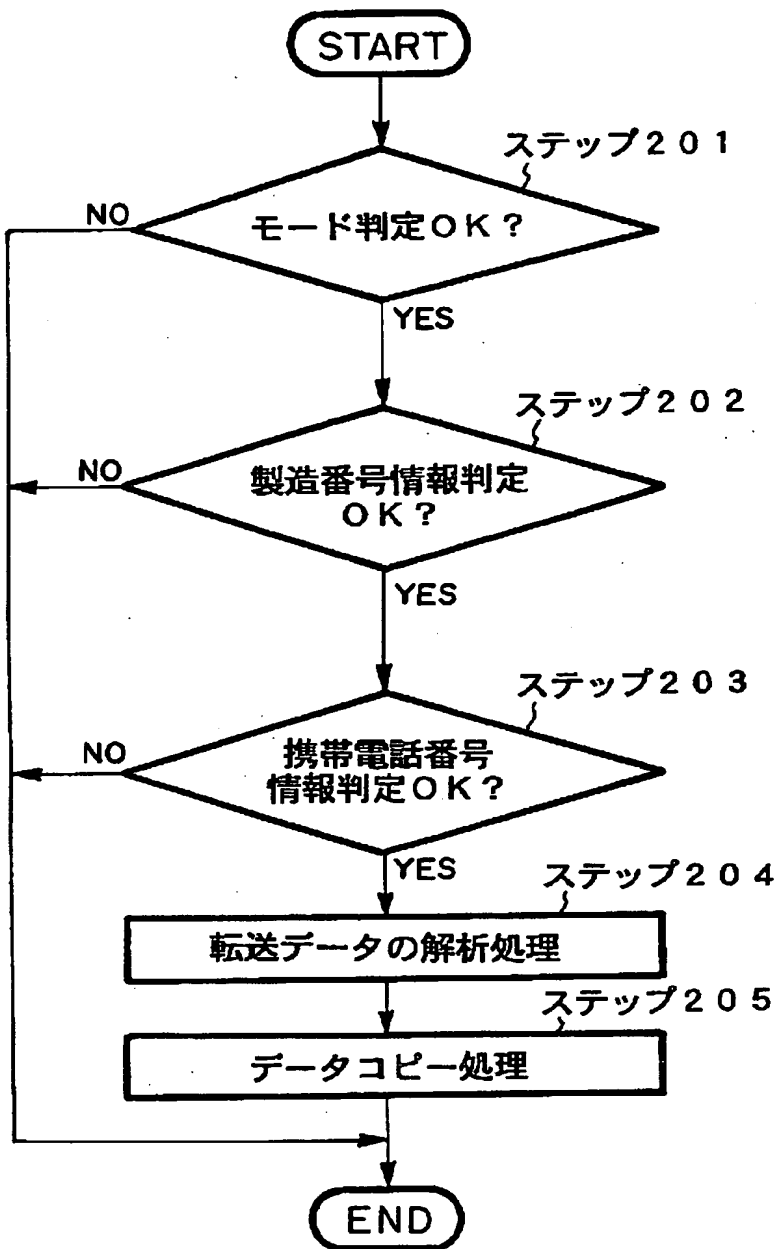 START
ステップ201
モード判定OK?
NO
YES
ステップ202
製造番号情報判定
OK?
NO
YES
ステップ203
携帯電話番号
情報判定OK?
NO
YES
ステップ204
転送データの解析処理
ステップ205
データコピー処理
END